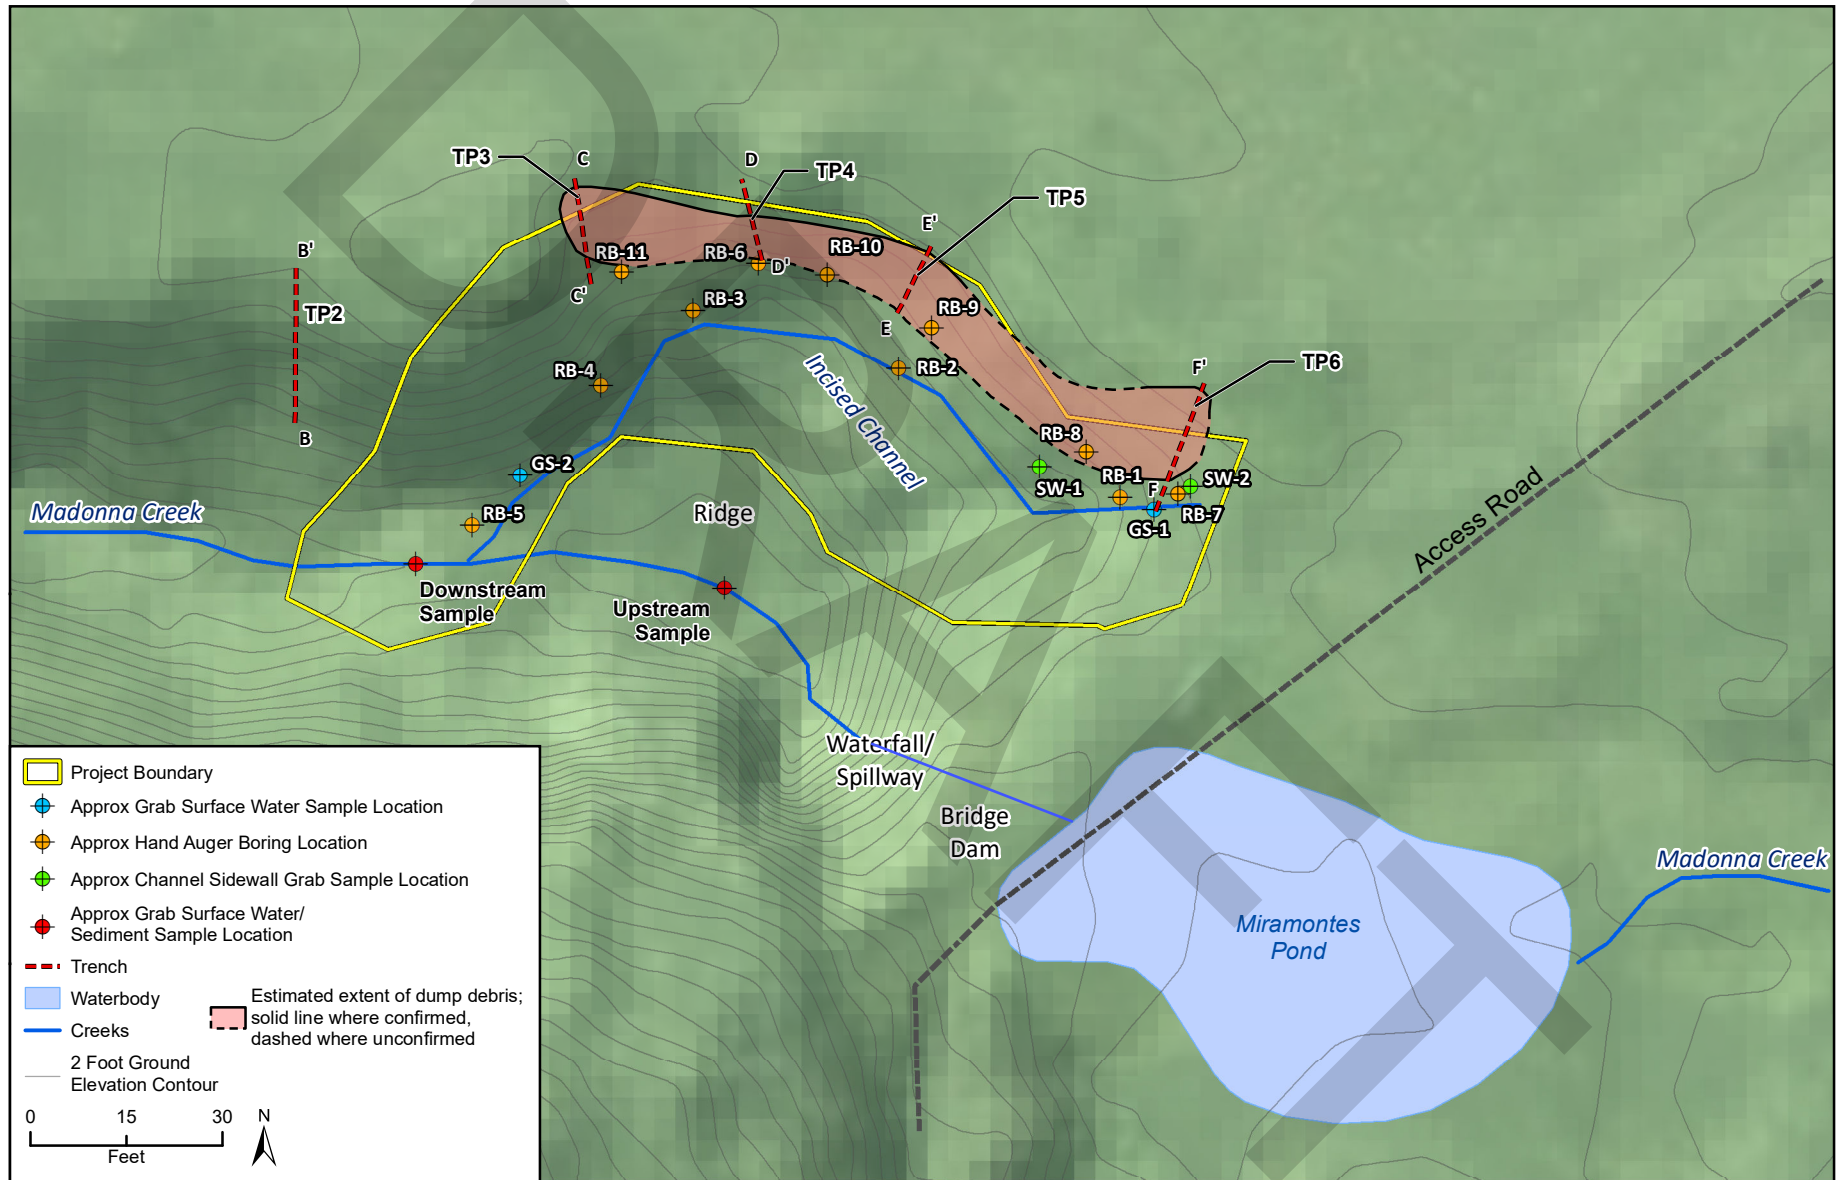 C
D
TP3
TP4
TP5
E'
B'
RB-11
RB-6
RB-10
D'
C'
RB-3
RB-9
TP2
E
F'
TP6
RB-4
RB-2
Incised Channel
B
RB-8
GS-2
SW-1
RB-1
F
SW-2
Madonna Creek
RB-5
Ridge
GS-1
RB-7
Access Road
Downstream
Sample
Upstream
Sample
Waterfall/
Spillway
Bridge
Dam
Madonna Creek
Miramontes
Pond
Project Boundary
Approx Grab Surface Water Sample Location
Approx Hand Auger Boring Location
Approx Channel Sidewall Grab Sample Location
Approx Grab Surface Water/
Sediment Sample Location
Trench
Waterbody
Creeks
2 Foot Ground
Elevation Contour
Estimated extent of dump debris;
solid line where confirmed,
dashed where unconfirmed
0 15 30
Feet
N
DRAFT